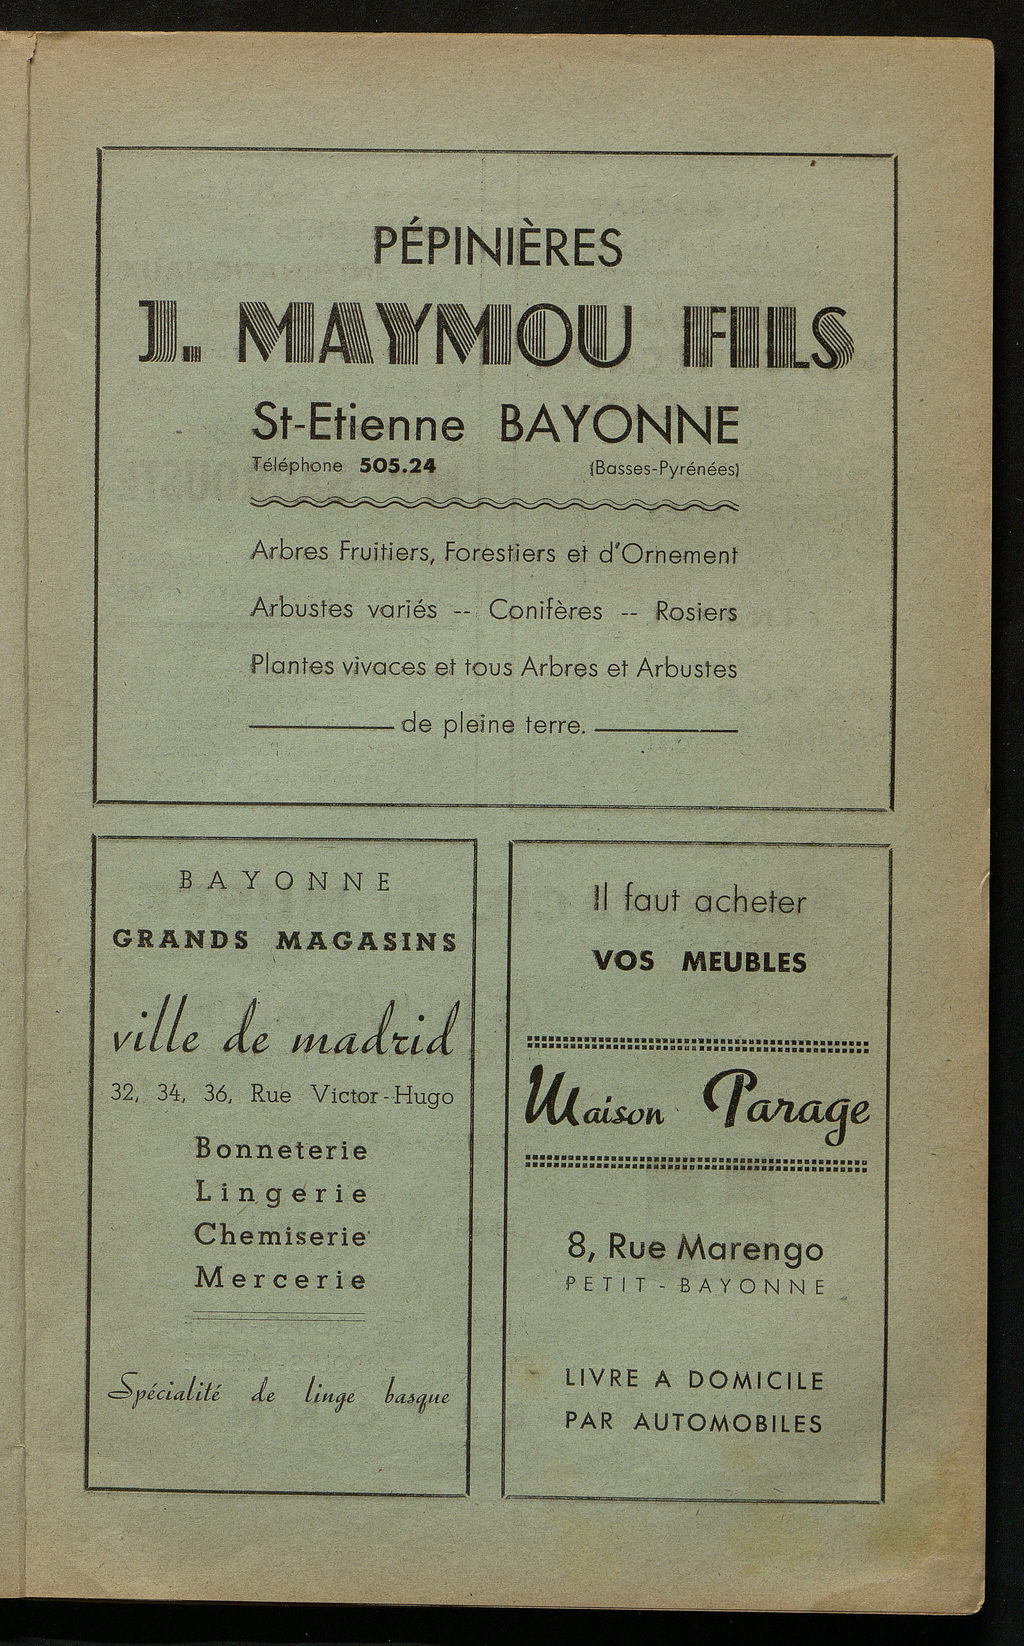 PÉPINIÈRES
J. MAYMOU FILS
St-Etienne BAYONNE
Téléphone 505.24 (Basses-Pyrénées)
Arbres Fruitiers, Forestiers et d'Ornement
Arbustes variés -- Conifères -- Rosiers
Plantes vivaces et tous Arbres et Arbustes
de pleine terre.
BAYONNE
GRANDS MAGASINS
ville de madrid
32, 34, 36, Rue Victor-Hugo
Bonneterie
Lingerie
Chemiserie
Mercerie
Spécialité de linge basque
Il faut acheter
VOS MEUBLES
Maison Parage
8, Rue Marengo
PETIT-BAYONNE
LIVRE A DOMICILE
PAR AUTOMOBILES